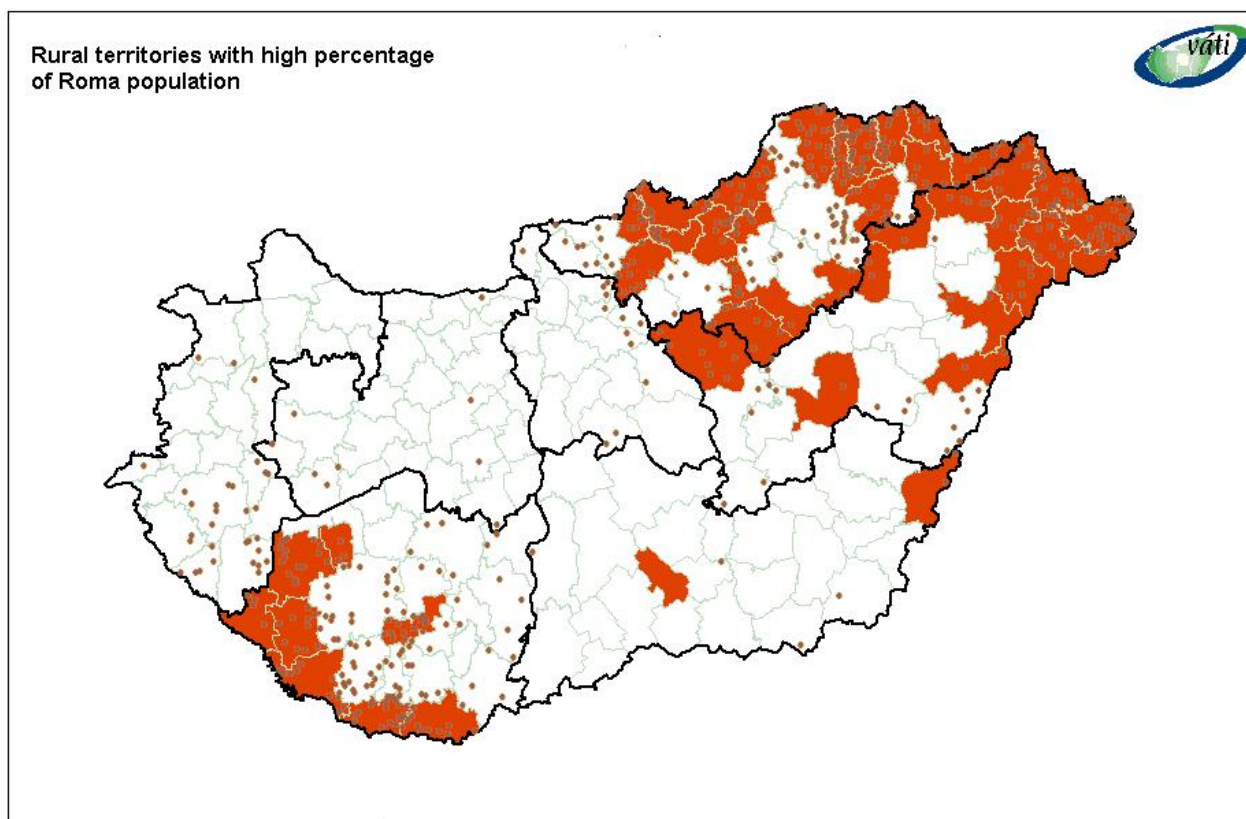 Rural territories with high percentage
of Roma population
váti